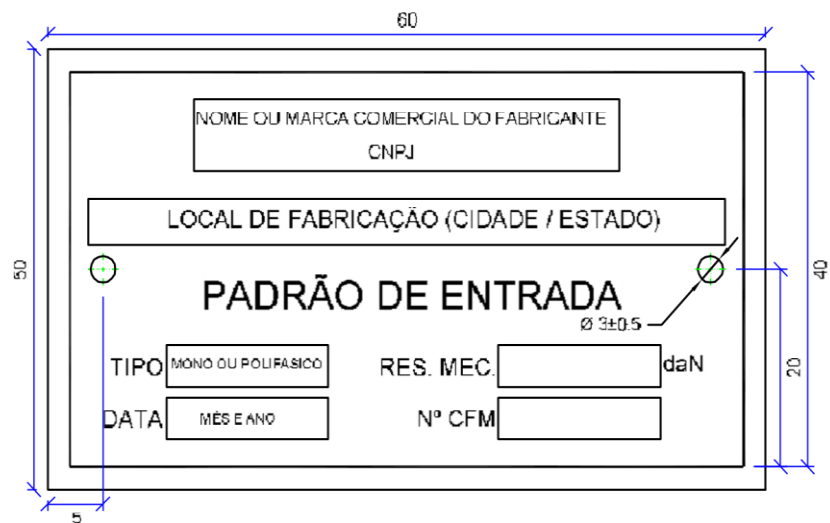 60
NOME OU MARCA COMERCIAL DO FABRICANTE
CNPJ
LOCAL DE FABRICAÇÃO (CIDADE / ESTADO)
50
40
PADRÃO DE ENTRADA
Ø 3±0.5
TIPO MONO OU POLIFASICO RES. MEC. daN
20
DATA MÊS E ANO Nº CFM
5